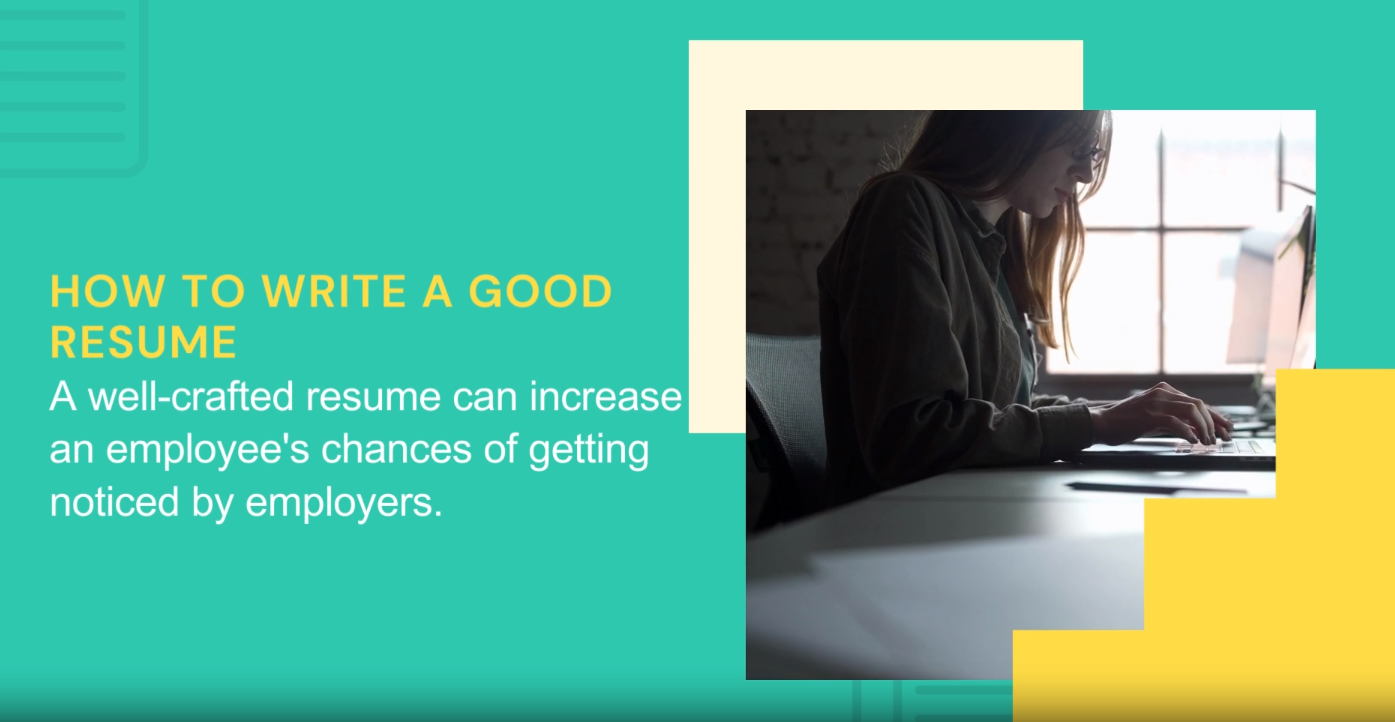 HOW TO WRITE A GOOD
RESUME
A well-crafted resume can increase
an employee's chances of getting
noticed by employers.